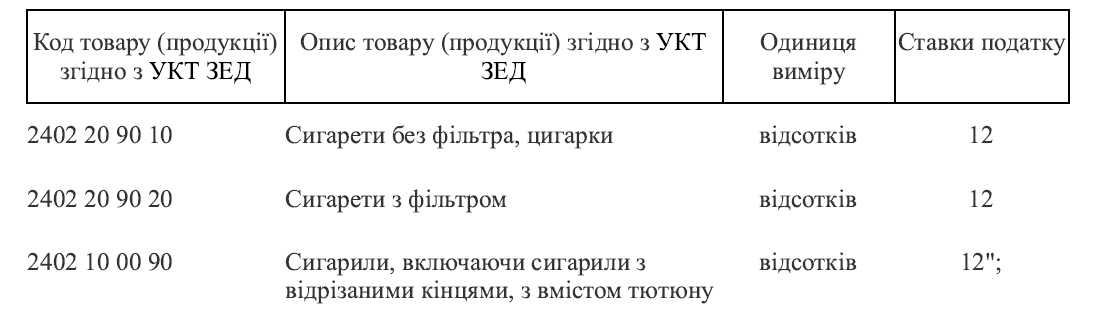 Код товару (продукції) згідно з УКТ ЗЕД
Опис товару (продукції) згідно з УКТ ЗЕД
Одиниця виміру
Ставки податку
2402 20 90 10 Сигарети без фільтра, цигарки відсотків 12
2402 20 90 20 Сигарети з фільтром відсотків 12
2402 10 00 90 Сигарили, включаючи сигарили з відсотків 12";
відрізаними кінцями, з вмістом тютюну